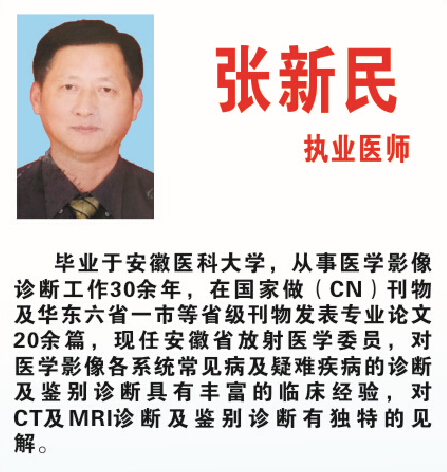 张新民
执业医师
毕业于安徽医科大学，从事医学影像
诊断工作30余年，在国家做（CN）刊物
及华东六省一市等省级刊物发表专业论文
20余篇，现任安徽省放射医学委员，对
医学影像各系统常见病及疑难疾病的诊断
及鉴别诊断具有丰富的临床经验，对
CT及MRI诊断及鉴别诊断有独特的见
解。